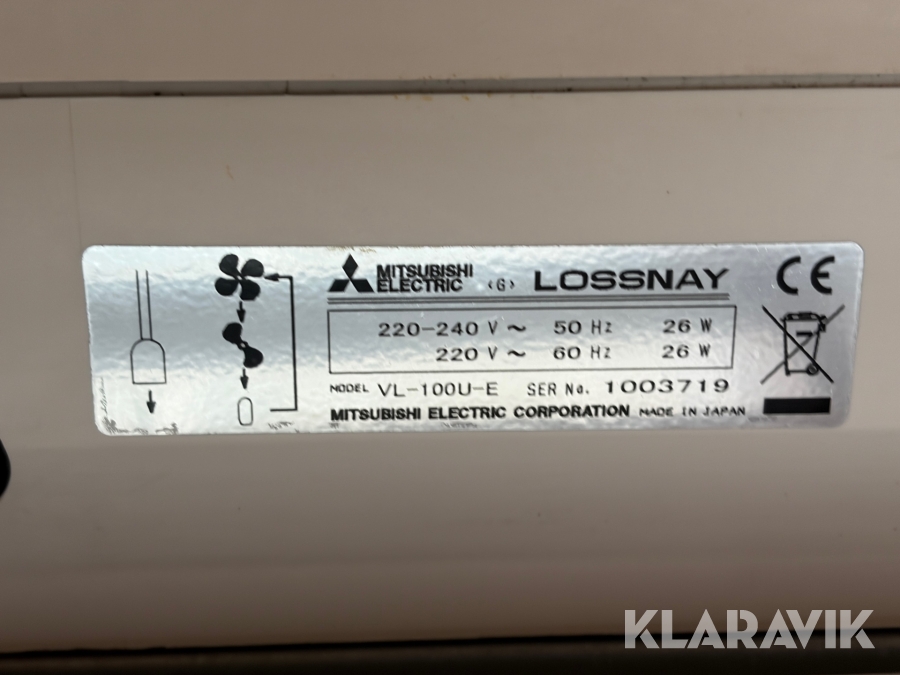 MITSUBISHI
ELECTRIC <G> LOSSNAY
CE
220-240 V ~ 50 Hz 26 W
220 V ~ 60 Hz 26 W
MODEL VL-100U-E SER No. 1003719
MITSUBISHI ELECTRIC CORPORATION MADE IN JAPAN
KLARAVIK